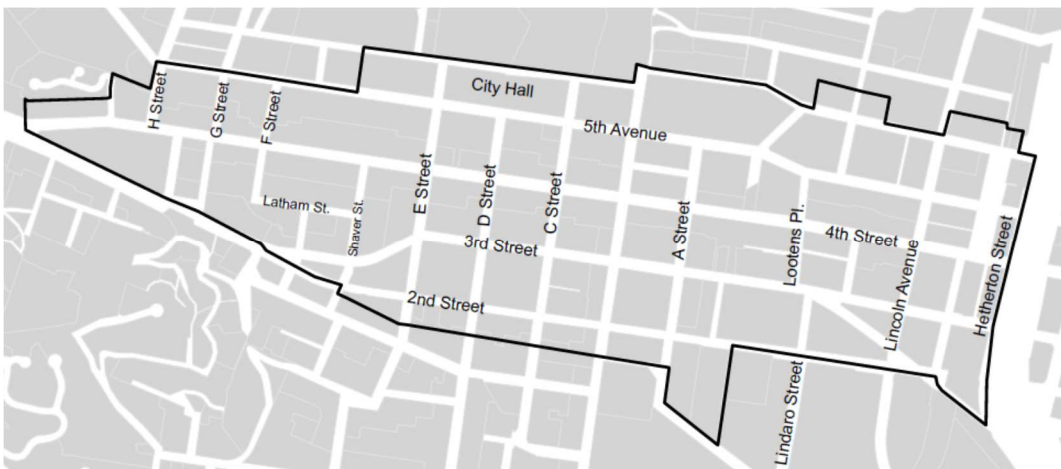 H Street
G Street
F Street
City Hall
5th Avenue
E Street
D Street
C Street
Latham St.
Shaver St.
3rd Street
2nd Street
A Street
Lootens Pl.
4th Street
Lincoln Avenue
Hetherton Street
Lindaro Street